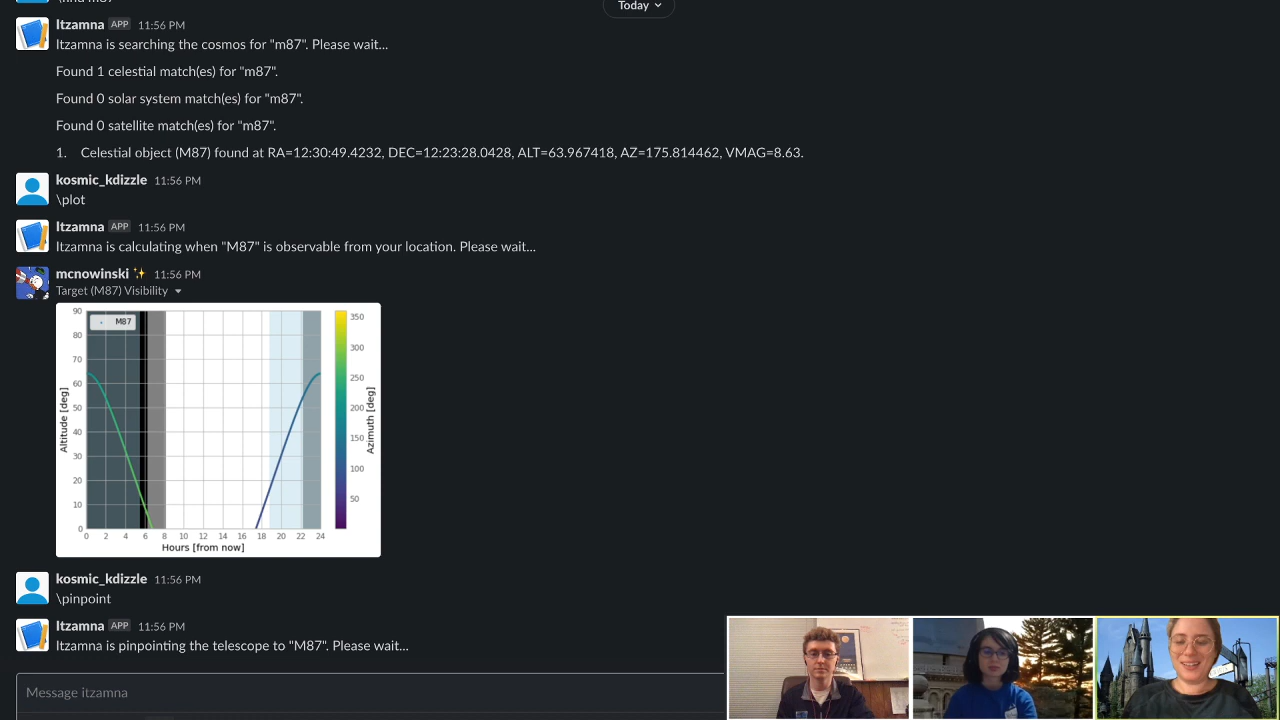 Today
Itzamna APP 11:56 PM
Itzamna is searching the cosmos for "m87". Please wait...
Found 1 celestial match(es) for "m87".
Found 0 solar system match(es) for "m87".
Found 0 satellite match(es) for "m87".
1. Celestial object (M87) found at RA=12:30:49.4232, DEC=12:23:28.0428, ALT=63.967418, AZ=175.814462, VMAG=8.63.
kosmic_kdizzle 11:56 PM
\plot
Itzamna APP 11:56 PM
Itzamna is calculating when "M87" is observable from your location. Please wait...
mcnowinski 11:56 PM
Target (M87) Visibility
M87
90
80
70
60
50
40
30
20
10
0
Altitude [deg]
0 2 4 6 8 10 12 14 16 18 20 22 24
Hours [from now]
350
300
250
200
150
100
50
Azimuth [deg]
kosmic_kdizzle 11:56 PM
\pinpoint
Itzamna APP 11:56 PM
Itzamna is pinpointing the telescope to "M87". Please wait...
Message itzamna